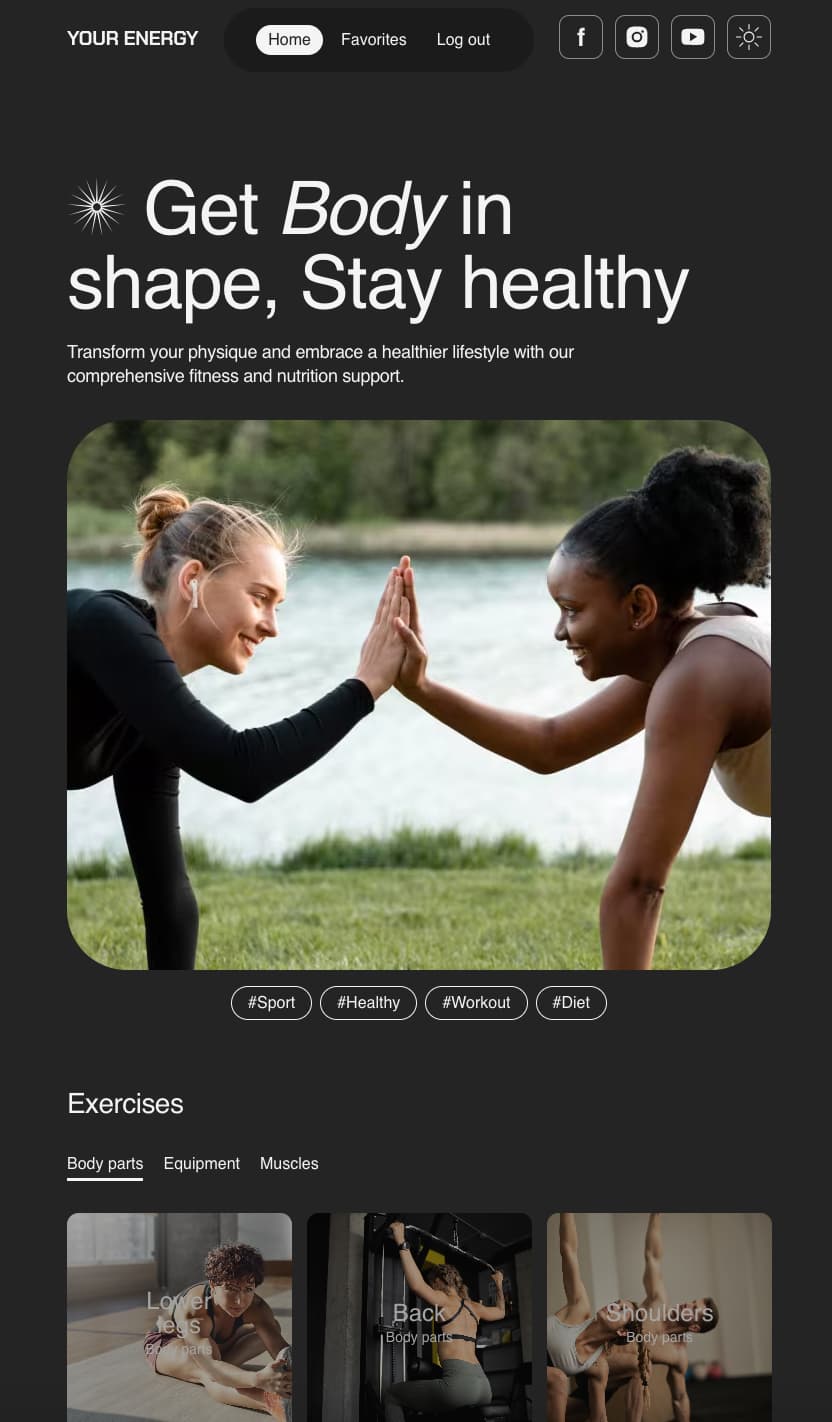 YOUR ENERGY
Home Favorites Log out
f
Get Body in
shape, Stay healthy
Transform your physique and embrace a healthier lifestyle with our
comprehensive fitness and nutrition support.
#Sport #Healthy #Workout #Diet
Exercises
Body parts Equipment Muscles
Lower
legs
Body parts
Back
Body parts
Shoulders
Body parts